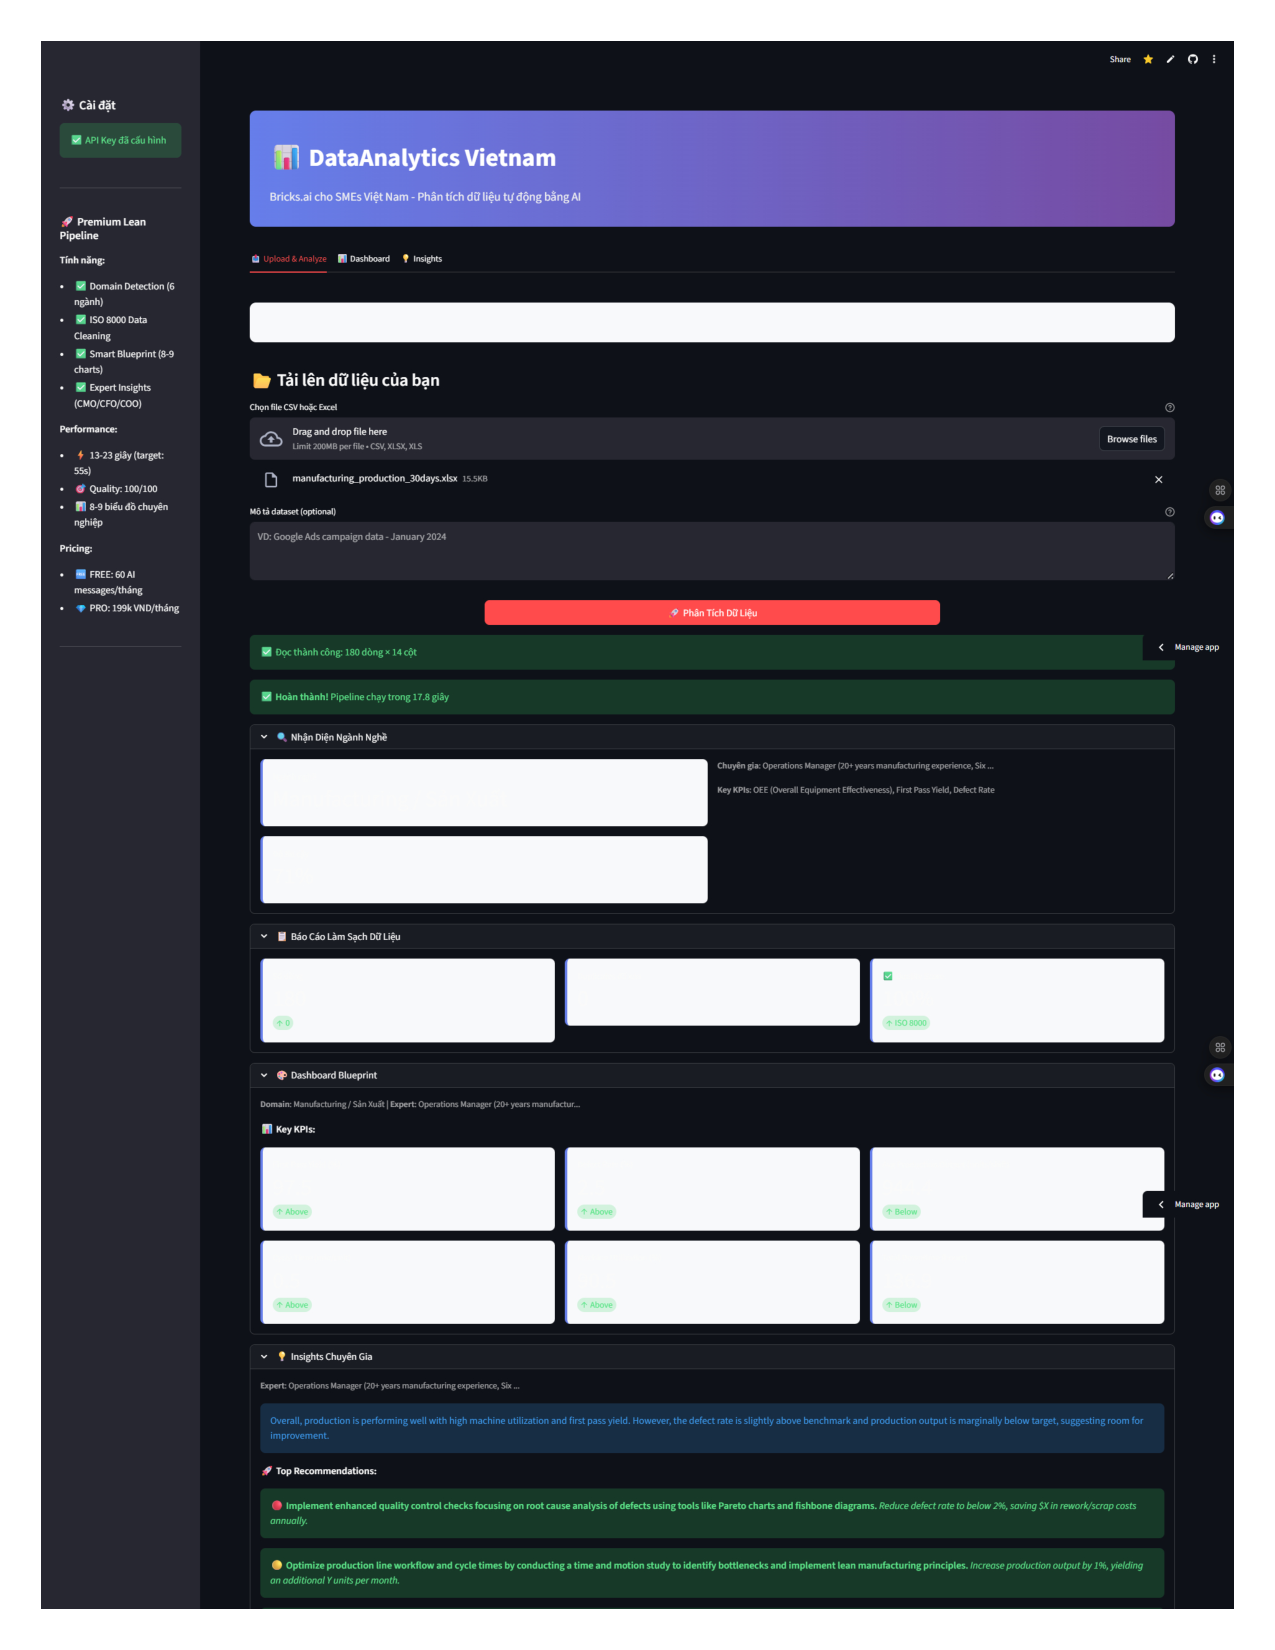 Share
Cài đặt
API Key đã cấu hình
Premium Lean
Pipeline
Tính năng:
Domain Detection (6
ngành)
ISO 8000 Data
Cleaning
Smart Blueprint (8-9
charts)
Expert Insights
(CMO/CFO/COO)
Performance:
13-23 giây (target:
55s)
Quality: 100/100
8-9 biểu đồ chuyên
nghiệp
Pricing:
FREE: 60 AI
messages/tháng
PRO: 199k VND/tháng
DataAnalytics Vietnam
Bricks.ai cho SMEs Việt Nam - Phân tích dữ liệu tự động bằng AI
Upload & Analyze
Dashboard
Insights
Tải lên dữ liệu của bạn
Chọn file CSV hoặc Excel
Drag and drop file here
Limit 200MB per file • CSV, XLSX, XLS
Browse files
manufacturing_production_30days.xlsx 15.5KB
Mô tả dataset (optional)
VD: Google Ads campaign data - January 2024
Phân Tích Dữ Liệu
Đọc thành công: 180 dòng × 14 cột
Manage app
Hoàn thành! Pipeline chạy trong 17.8 giây
Nhận Diện Ngành Nghề
Chuyên gia: Operations Manager (20+ years manufacturing experience, Six ...
Key KPIs: OEE (Overall Equipment Effectiveness), First Pass Yield, Defect Rate
Báo Cáo Làm Sạch Dữ Liệu
↑ 0
↑ ISO 8000
Dashboard Blueprint
Domain: Manufacturing / Sản Xuất | Expert: Operations Manager (20+ years manufactur...
Key KPIs:
↑ Above
↑ Above
↑ Below
Manage app
↑ Above
↑ Above
↑ Below
Insights Chuyên Gia
Expert: Operations Manager (20+ years manufacturing experience, Six ...
Overall, production is performing well with high machine utilization and first pass yield. However, the defect rate is slightly above benchmark and production output is marginally below target, suggesting room for
improvement.
Top Recommendations:
Implement enhanced quality control checks focusing on root cause analysis of defects using tools like Pareto charts and fishbone diagrams. Reduce defect rate to below 2%, saving $X in rework/scrap costs
annually.
Optimize production line workflow and cycle times by conducting a time and motion study to identify bottlenecks and implement lean manufacturing principles. Increase production output by 1%, yielding
an additional Y units per month.